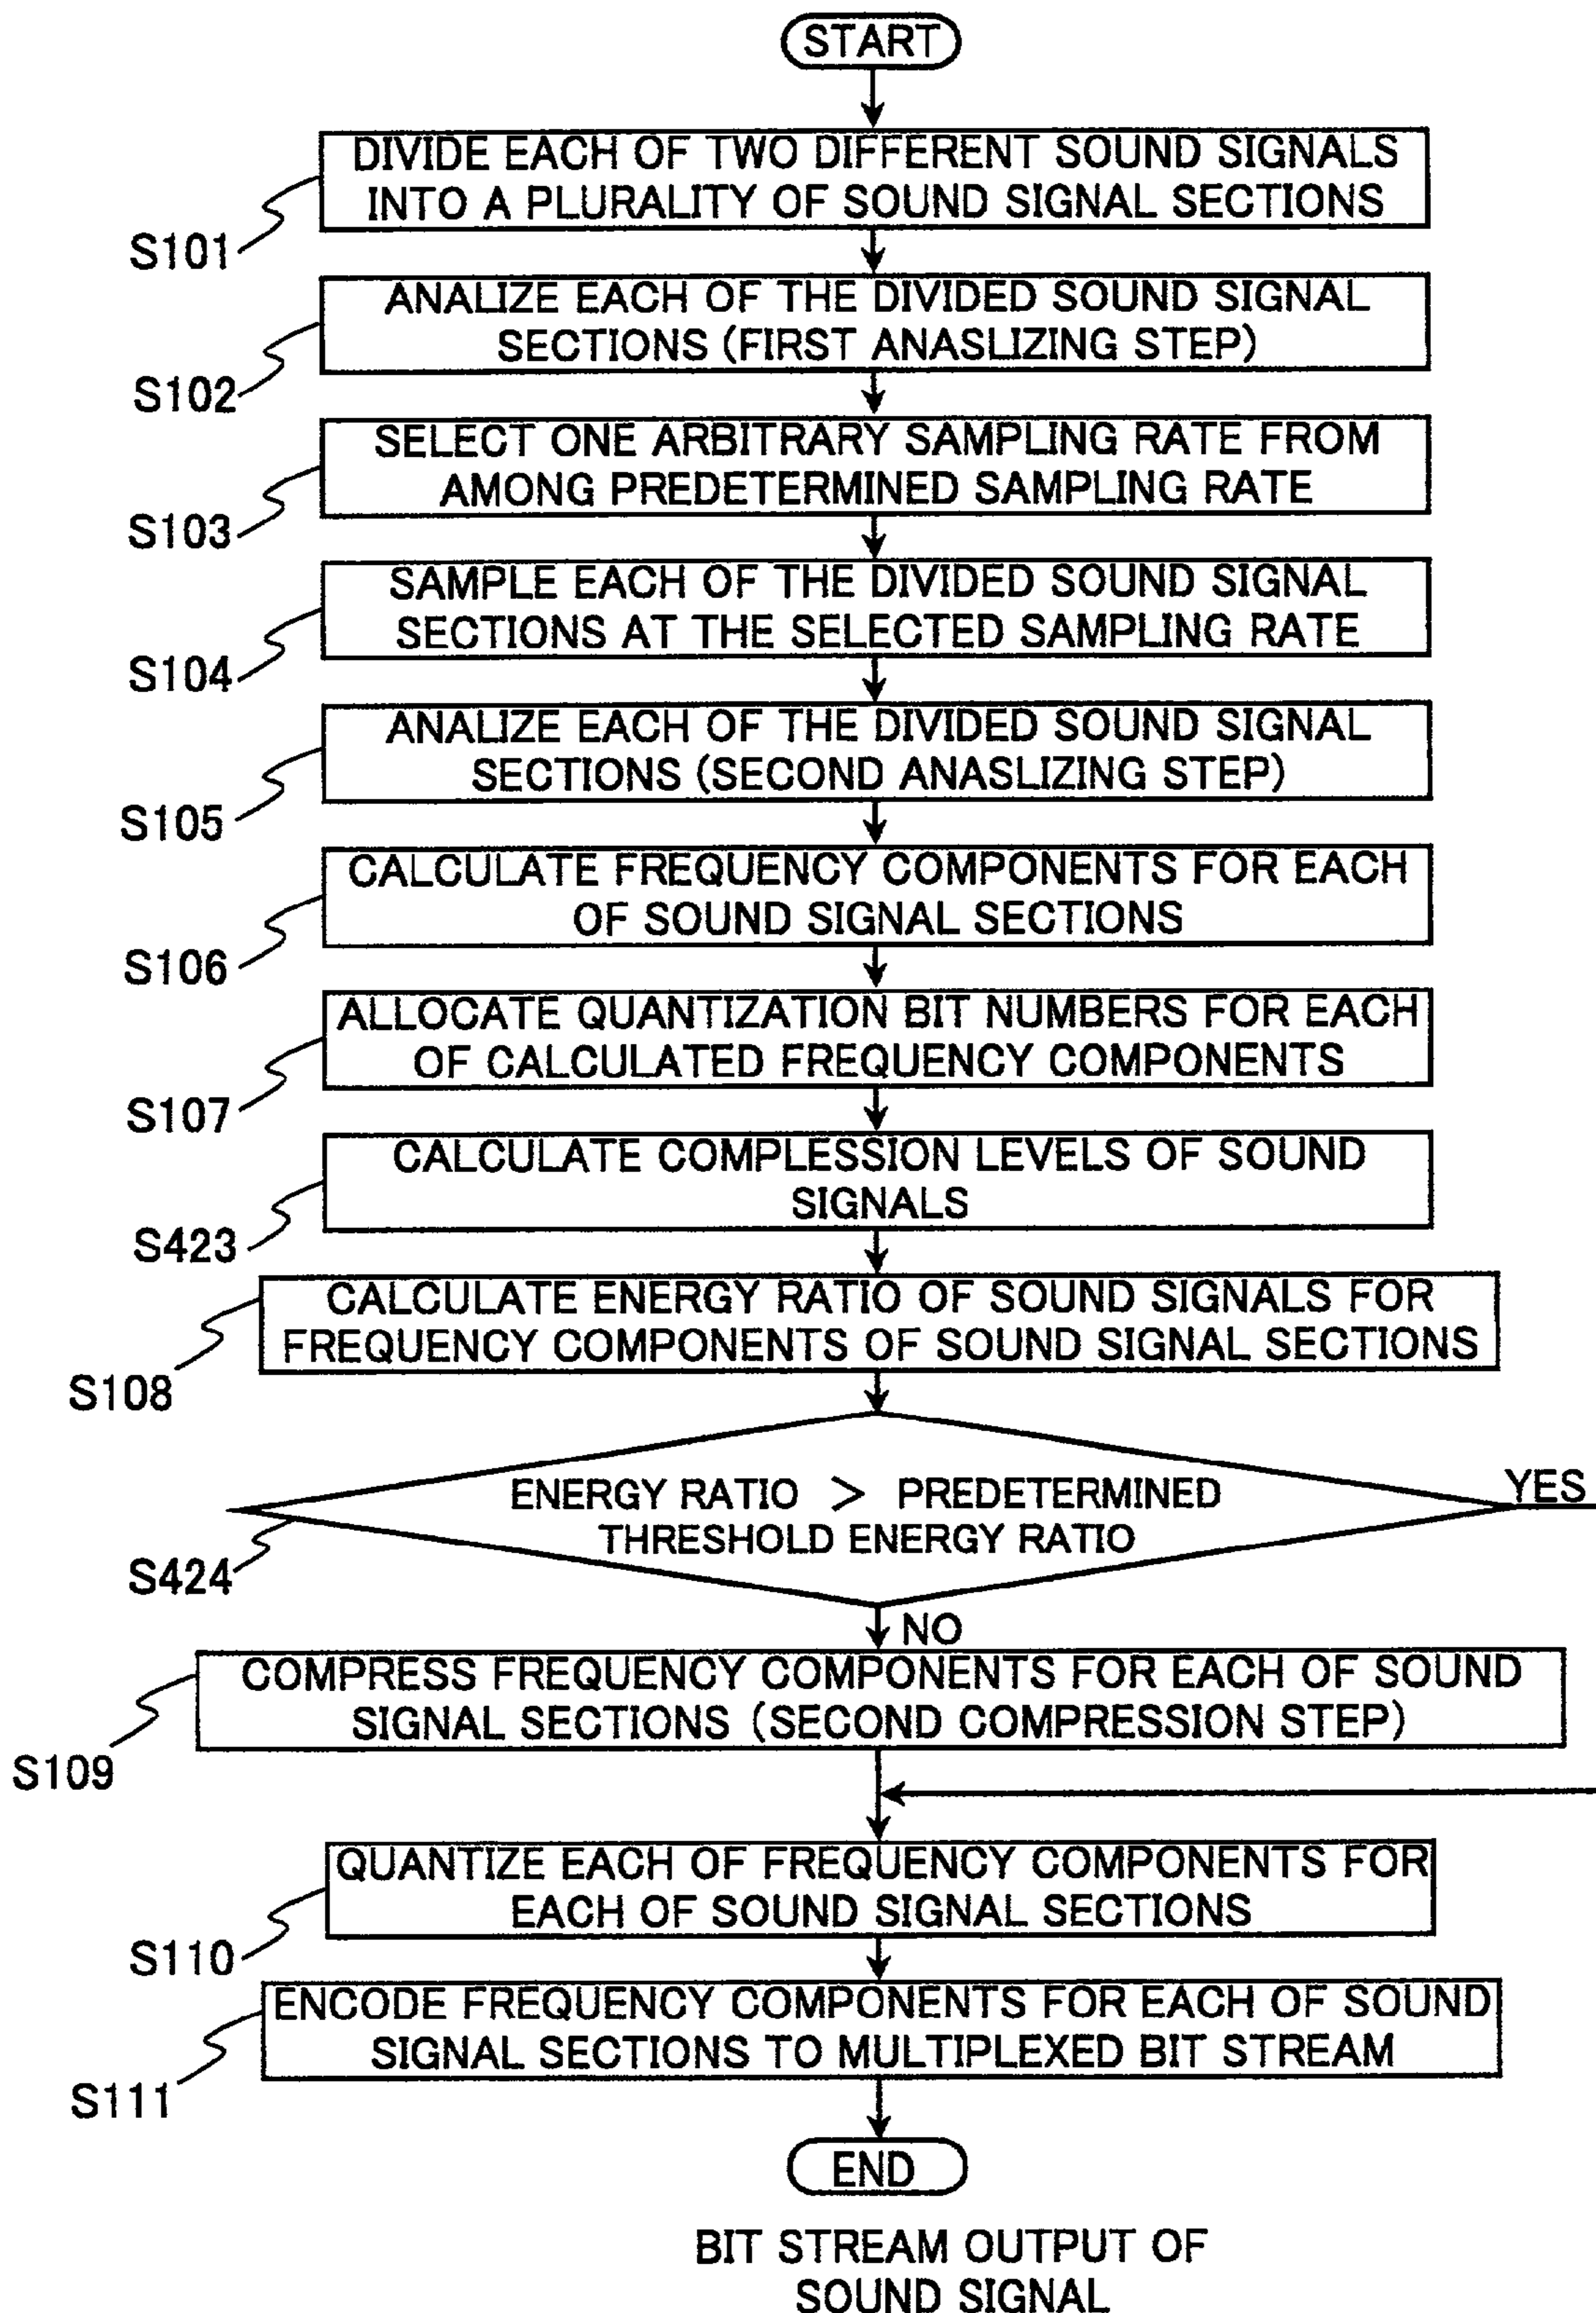 START
DIVIDE EACH OF TWO DIFFERENT SOUND SIGNALS
INTO A PLURALITY OF SOUND SIGNAL SECTIONS
S101
ANALIZE EACH OF THE DIVIDED SOUND SIGNAL
SECTIONS (FIRST ANASLIZING STEP)
S102
SELECT ONE ARBITRARY SAMPLING RATE FROM
AMONG PREDETERMINED SAMPLING RATE
S103
SAMPLE EACH OF THE DIVIDED SOUND SIGNAL
SECTIONS AT THE SELECTED SAMPLING RATE
S104
ANALIZE EACH OF THE DIVIDED SOUND SIGNAL
SECTIONS (SECOND ANASLIZING STEP)
S105
CALCULATE FREQUENCY COMPONENTS FOR EACH
OF SOUND SIGNAL SECTIONS
S106
ALLOCATE QUANTIZATION BIT NUMBERS FOR EACH
OF CALCULATED FREQUENCY COMPONENTS
S107
CALCULATE COMPLESSION LEVELS OF SOUND
SIGNALS
S423
CALCULATE ENERGY RATIO OF SOUND SIGNALS FOR
FREQUENCY COMPONENTS OF SOUND SIGNAL SECTIONS
S108
ENERGY RATIO > PREDETERMINED
THRESHOLD ENERGY RATIO
YES
S424
NO
COMPRESS FREQUENCY COMPONENTS FOR EACH OF SOUND
SIGNAL SECTIONS (SECOND COMPRESSION STEP)
S109
QUANTIZE EACH OF FREQUENCY COMPONENTS FOR
EACH OF SOUND SIGNAL SECTIONS
S110
ENCODE FREQUENCY COMPONENTS FOR EACH OF SOUND
SIGNAL SECTIONS TO MULTIPLEXED BIT STREAM
S111
END
BIT STREAM OUTPUT OF
SOUND SIGNAL